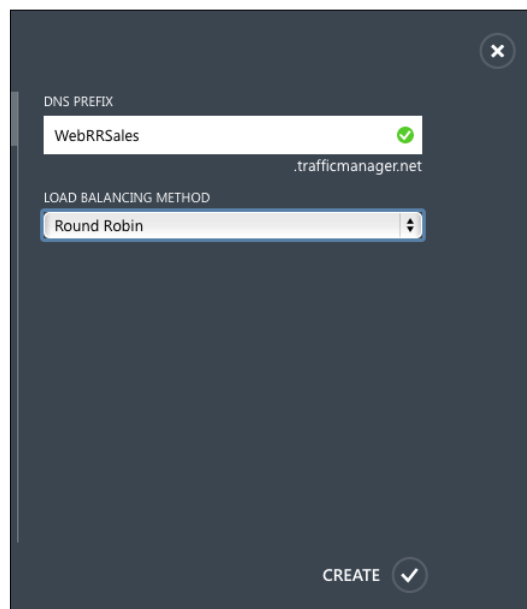 DNS PREFIX
WebRRSales
.trafficmanager.net
LOAD BALANCING METHOD
Round Robin
CREATE